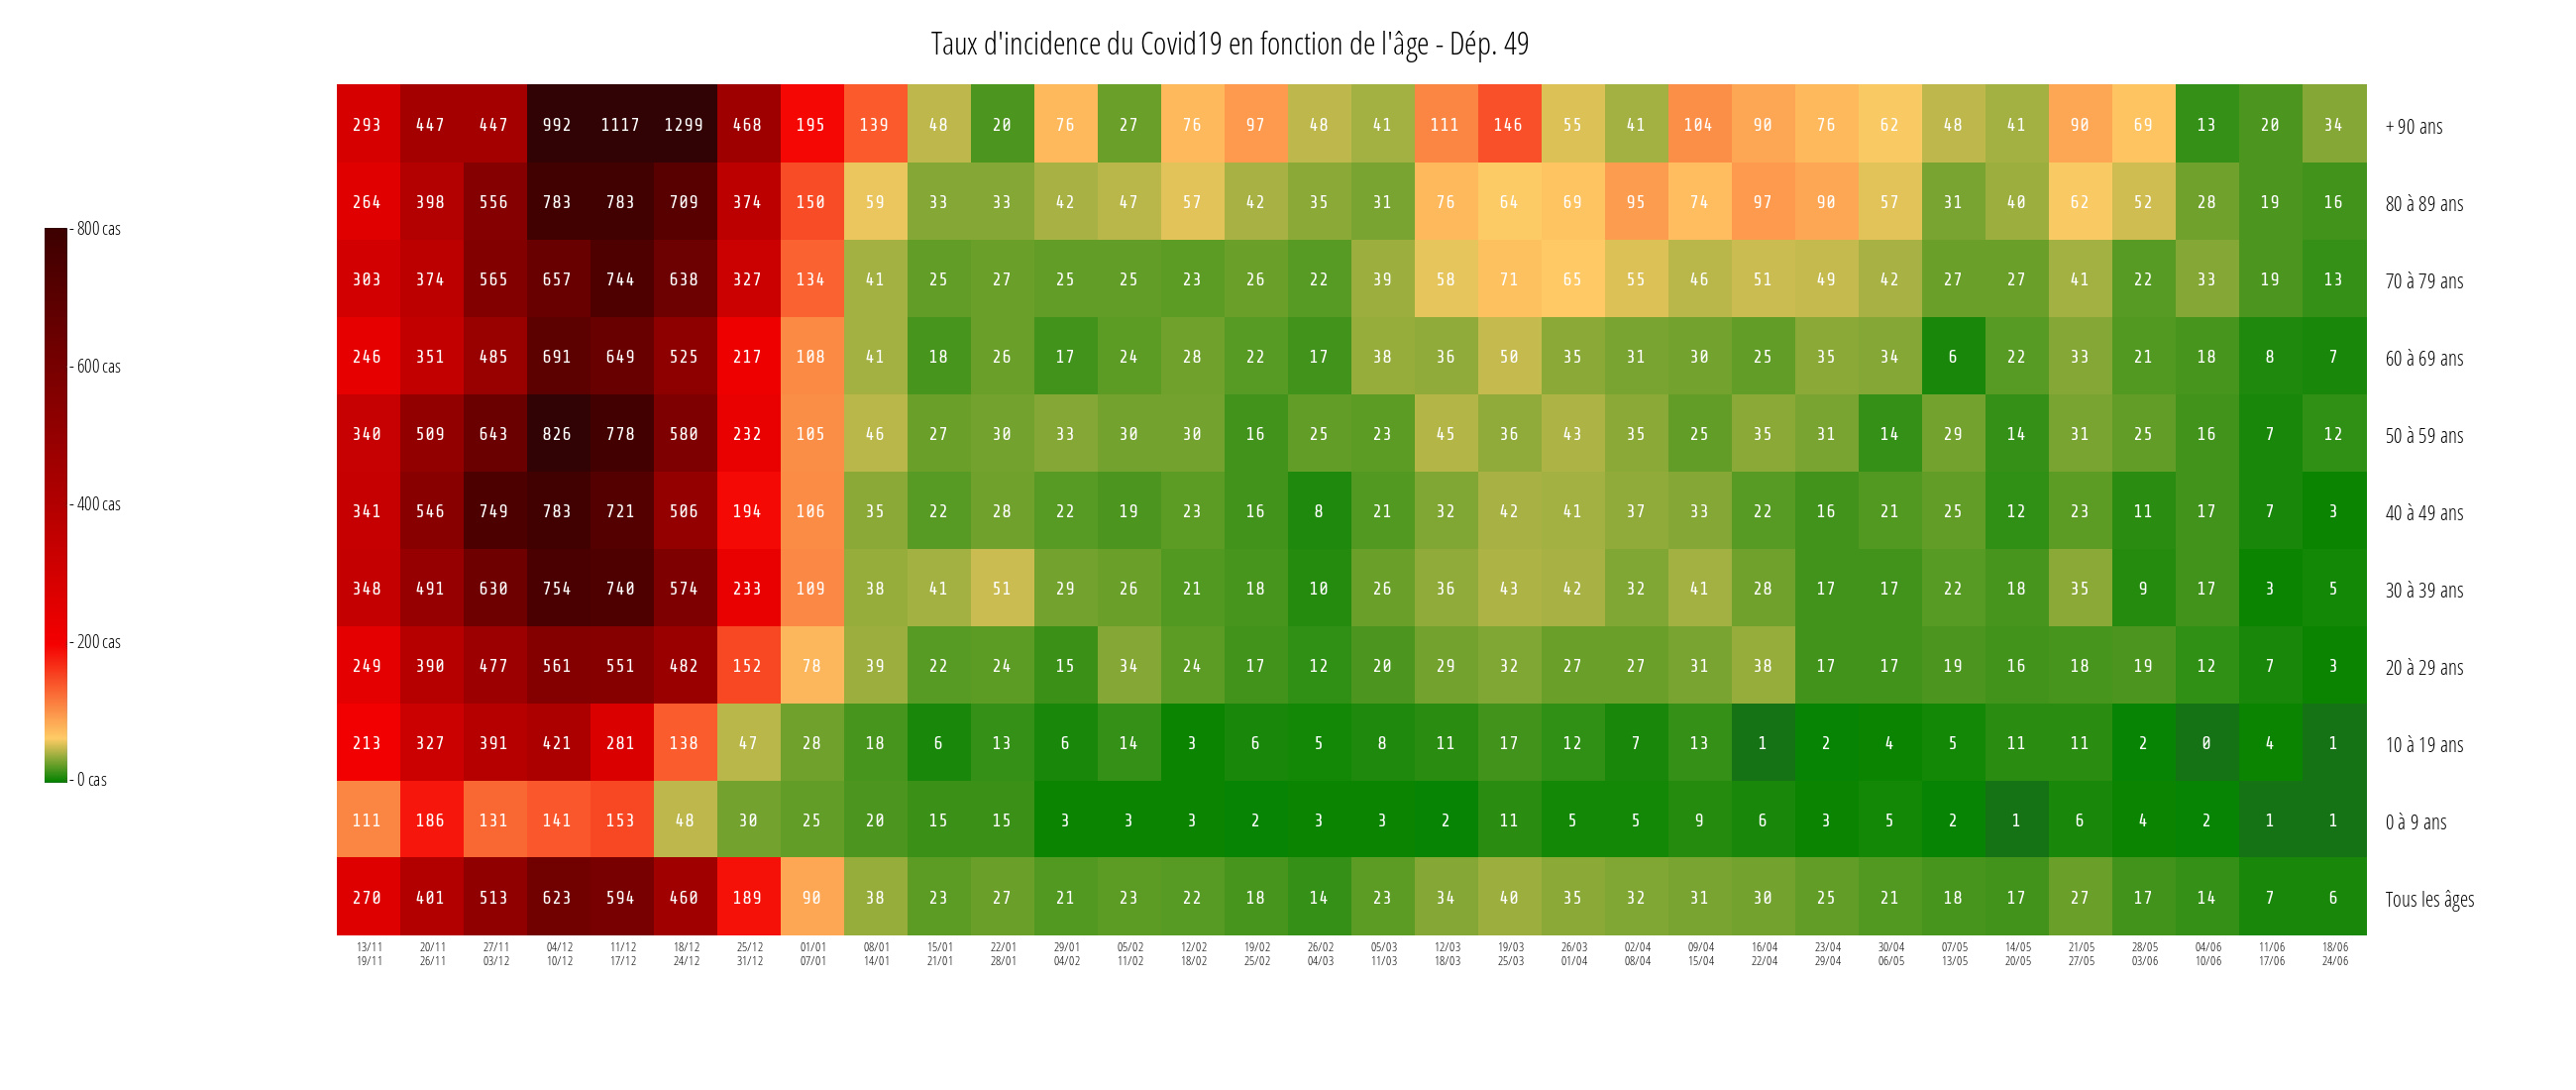 Taux d'incidence du Covid19 en fonction de l'âge - Dép. 49
- 800 cas
- 600 cas
- 400 cas
- 200 cas
- 0 cas
293 447 447 992 1117 1299 468 195 139 48 20 76 27 76 97 48 41 111 146 55 41 104 90 76 62 48 41 90 69 13 20 34 + 90 ans
264 398 556 783 783 709 374 150 59 33 33 42 47 57 42 35 31 76 64 69 95 74 97 90 57 31 40 62 52 28 19 16 80 à 89 ans
303 374 565 657 744 638 327 134 41 25 27 25 25 23 26 22 39 58 71 65 55 46 51 49 42 27 27 41 22 33 19 13 70 à 79 ans
246 351 485 691 649 525 217 108 41 18 26 17 24 28 22 17 38 36 50 35 31 30 25 35 34 6 22 33 21 18 8 7 60 à 69 ans
340 509 643 826 778 580 232 105 46 27 30 33 30 30 16 25 23 45 36 43 35 25 35 31 14 29 14 31 25 16 7 12 50 à 59 ans
341 546 749 783 721 506 194 106 35 22 28 22 19 23 16 8 21 32 42 41 37 33 22 16 21 25 12 23 11 17 7 3 40 à 49 ans
348 491 630 754 740 574 233 109 38 41 51 29 26 21 18 10 26 36 43 42 32 41 28 17 17 22 18 35 9 17 3 5 30 à 39 ans
249 390 477 561 551 482 152 78 39 22 24 15 34 24 17 12 20 29 32 27 27 31 38 17 17 19 16 18 19 12 7 3 20 à 29 ans
213 327 391 421 281 138 47 28 18 6 13 6 14 3 6 5 8 11 17 12 7 13 1 2 4 5 11 11 2 0 4 1 10 à 19 ans
111 186 131 141 153 48 30 25 20 15 15 3 3 3 2 3 3 2 11 5 5 9 6 3 5 2 1 6 4 2 1 1 0 à 9 ans
270 401 513 623 594 460 189 90 38 23 27 21 23 22 18 14 23 34 40 35 32 31 30 25 21 18 17 27 17 14 7 6 Tous les âges
13/11 20/11 27/11 04/12 11/12 18/12 25/12 01/01 08/01 15/01 22/01 29/01 05/02 12/02 19/02 26/02 05/03 12/03 19/03 26/03 02/04 09/04 16/04 23/04 30/04 07/05 14/05 21/05 28/05 04/06 11/06 18/06
19/11 26/11 03/12 10/12 17/12 24/12 31/12 07/01 14/01 21/01 28/01 04/02 11/02 18/02 25/02 04/03 11/03 18/03 25/03 01/04 08/04 15/04 22/04 29/04 06/05 13/05 20/05 27/05 03/06 10/06 17/06 24/06